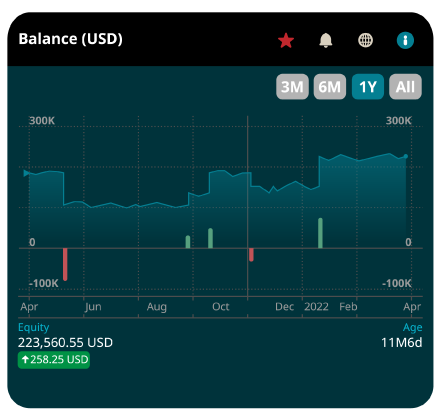 Balance (USD)
3M 6M 1Y All
300K 300K
0 0
-100K -100K
Apr Jun Aug Oct Dec 2022 Feb Apr
Equity Age
223,560.55 USD 11M6d
↑258.25 USD